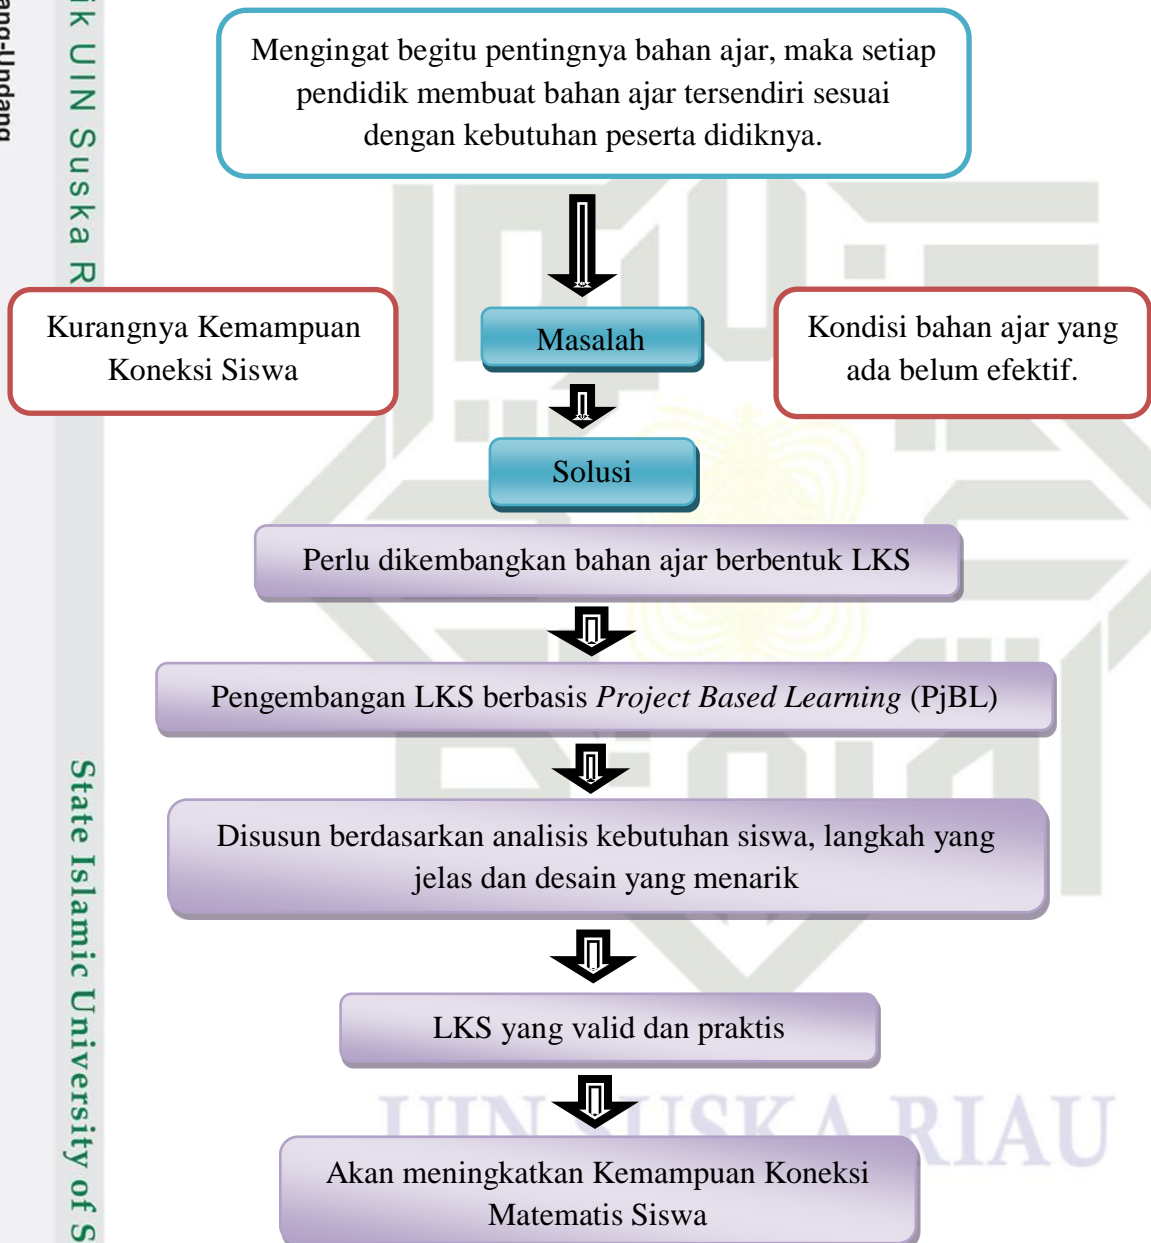 Mengingat begitu pentingnya bahan ajar, maka setiap
pendidik membuat bahan ajar tersendiri sesuai
dengan kebutuhan peserta didiknya.
Kurangnya Kemampuan
Koneksi Siswa
Masalah
Kondisi bahan ajar yang
ada belum efektif.
Solusi
Perlu dikembangkan bahan ajar berbentuk LKS
Pengembangan LKS berbasis Project Based Learning (PjBL)
Disusun berdasarkan analisis kebutuhan siswa, langkah yang
jelas dan desain yang menarik
LKS yang valid dan praktis
Akan meningkatkan Kemampuan Koneksi
Matematis Siswa
UIN SUSKA RIAU
ik UIN Suska R
State Islamic University of S
ang-Undang